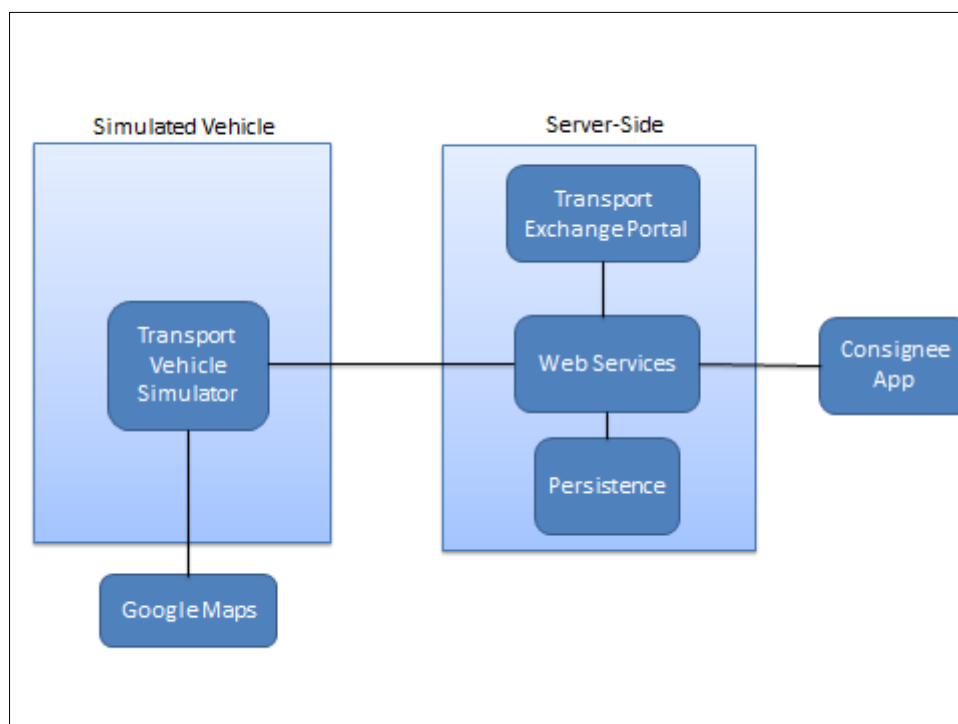 Simulated Vehicle
Server-Side
Transport
Exchange Portal
Transport
Vehicle
Simulator
Web Services
Consignee
App
Persistence
Google Maps